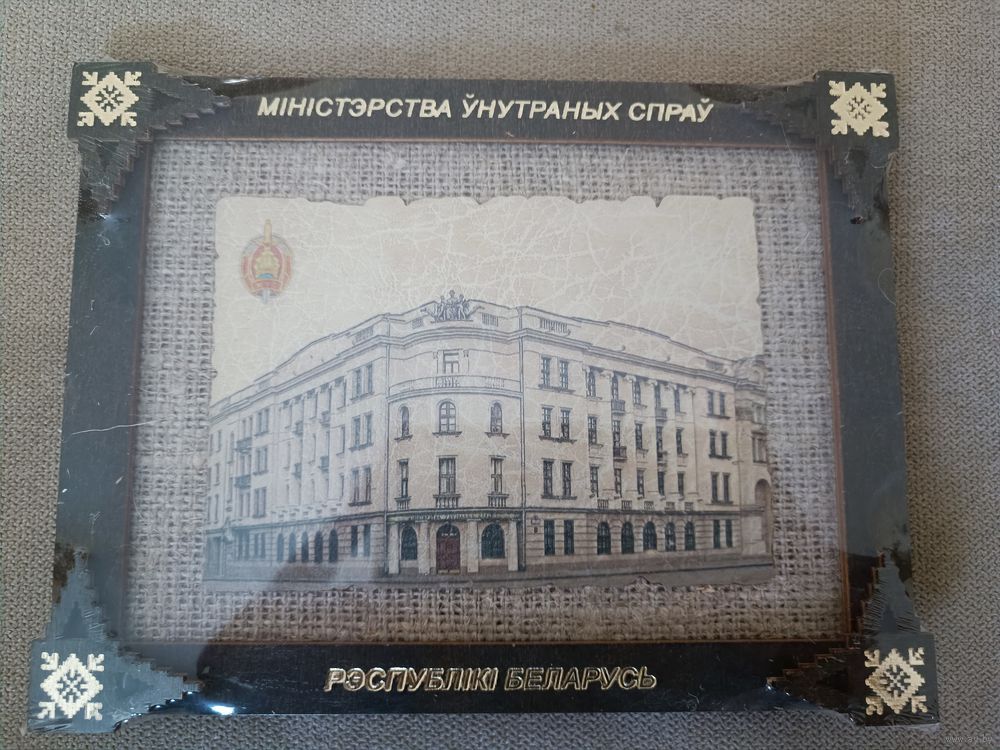 МІНІСТЭРСТВА ЎНУТРАНЫХ СПРАЎ
РЭСПУБЛІКІ БЕЛАРУСЬ